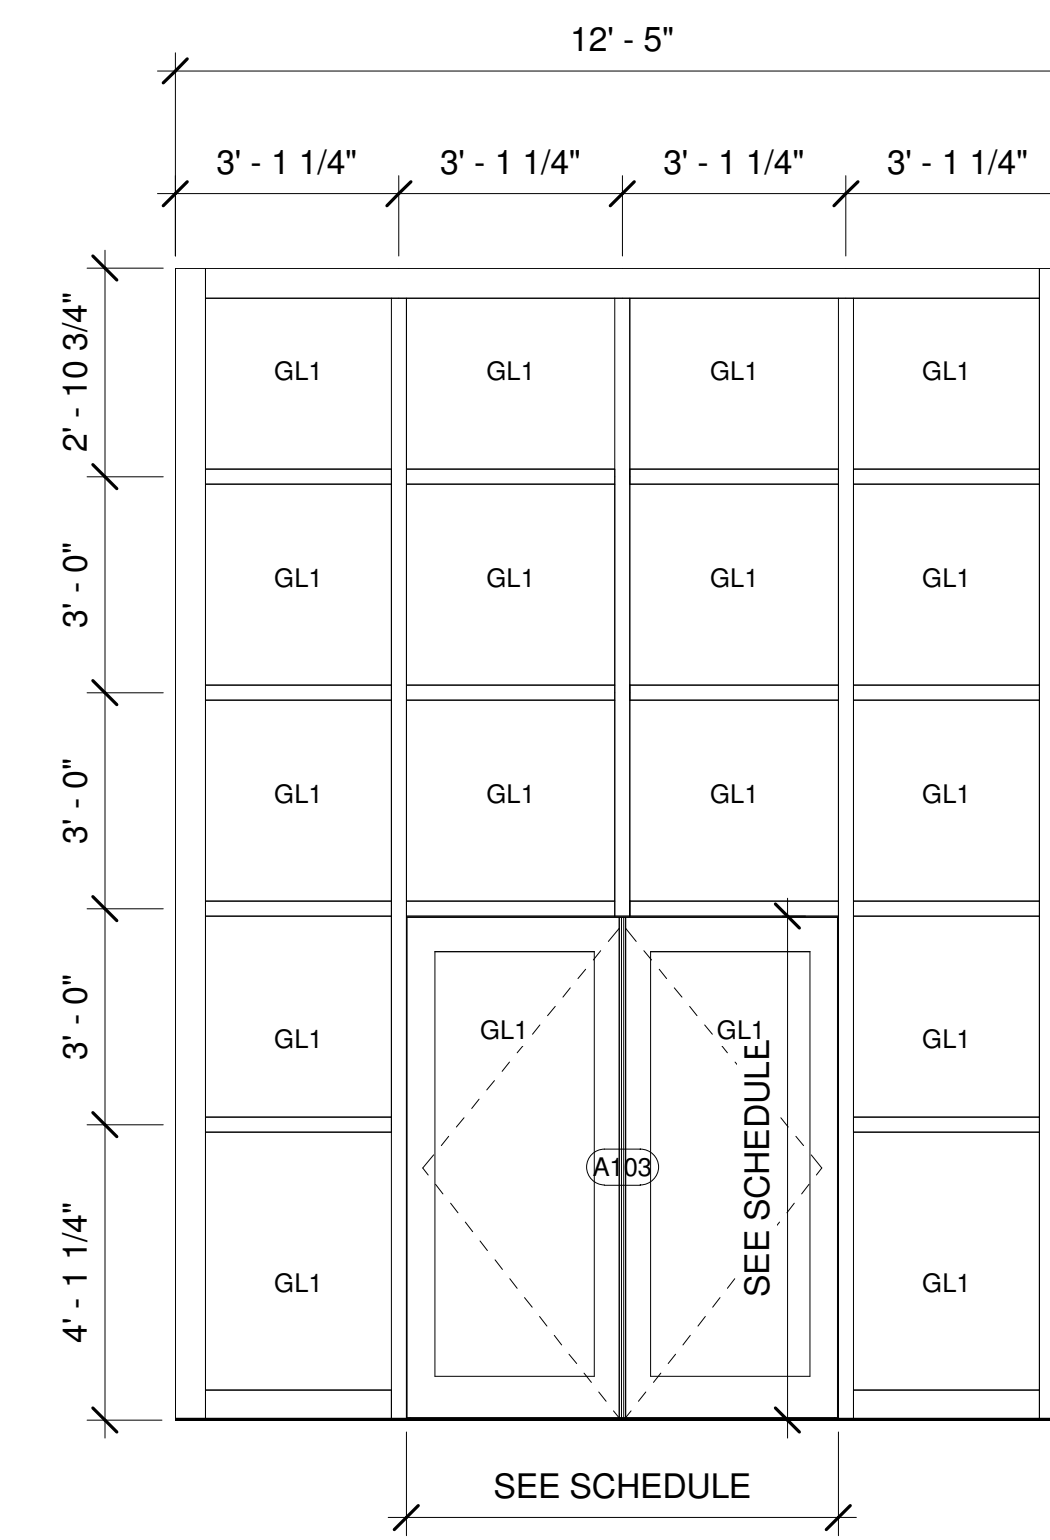 12' - 5"
3' - 1 1/4" 3' - 1 1/4" 3' - 1 1/4" 3' - 1 1/4"
2' - 10 3/4"
GL1 GL1 GL1 GL1
3' - 0"
GL1 GL1 GL1 GL1
3' - 0"
GL1 GL1 GL1 GL1
3' - 0"
GL1 GL1 GL1 GL1
SEE SCHEDULE
A103
4' - 1 1/4"
GL1 GL1
SEE SCHEDULE